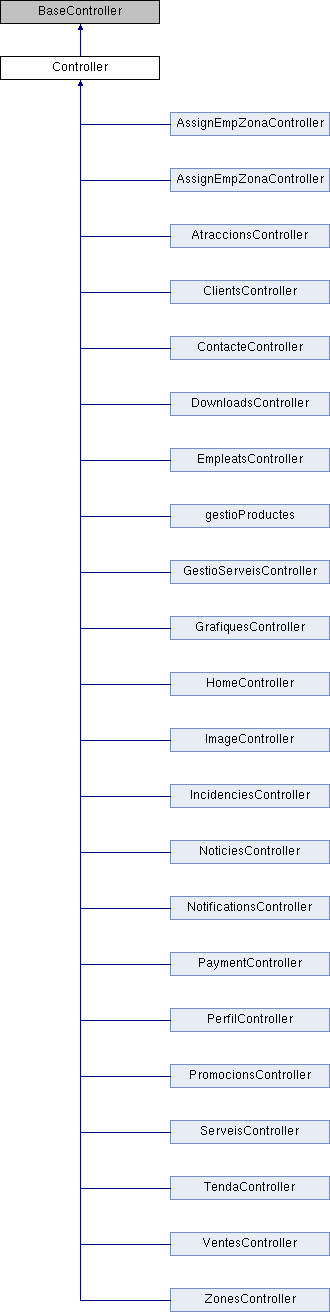 BaseController
Controller
AssignEmpZonaController
AssignEmpZonaController
AtraccionsController
ClientsController
ContacteController
DownloadsController
EmpleatsController
gestioProductes
GestioServeisController
GrafiquesController
HomeController
ImageController
IncidenciesController
NoticiesController
NotificationsController
PaymentController
PerfilController
PromocionsController
ServeisController
TendaController
VentesController
ZonesController